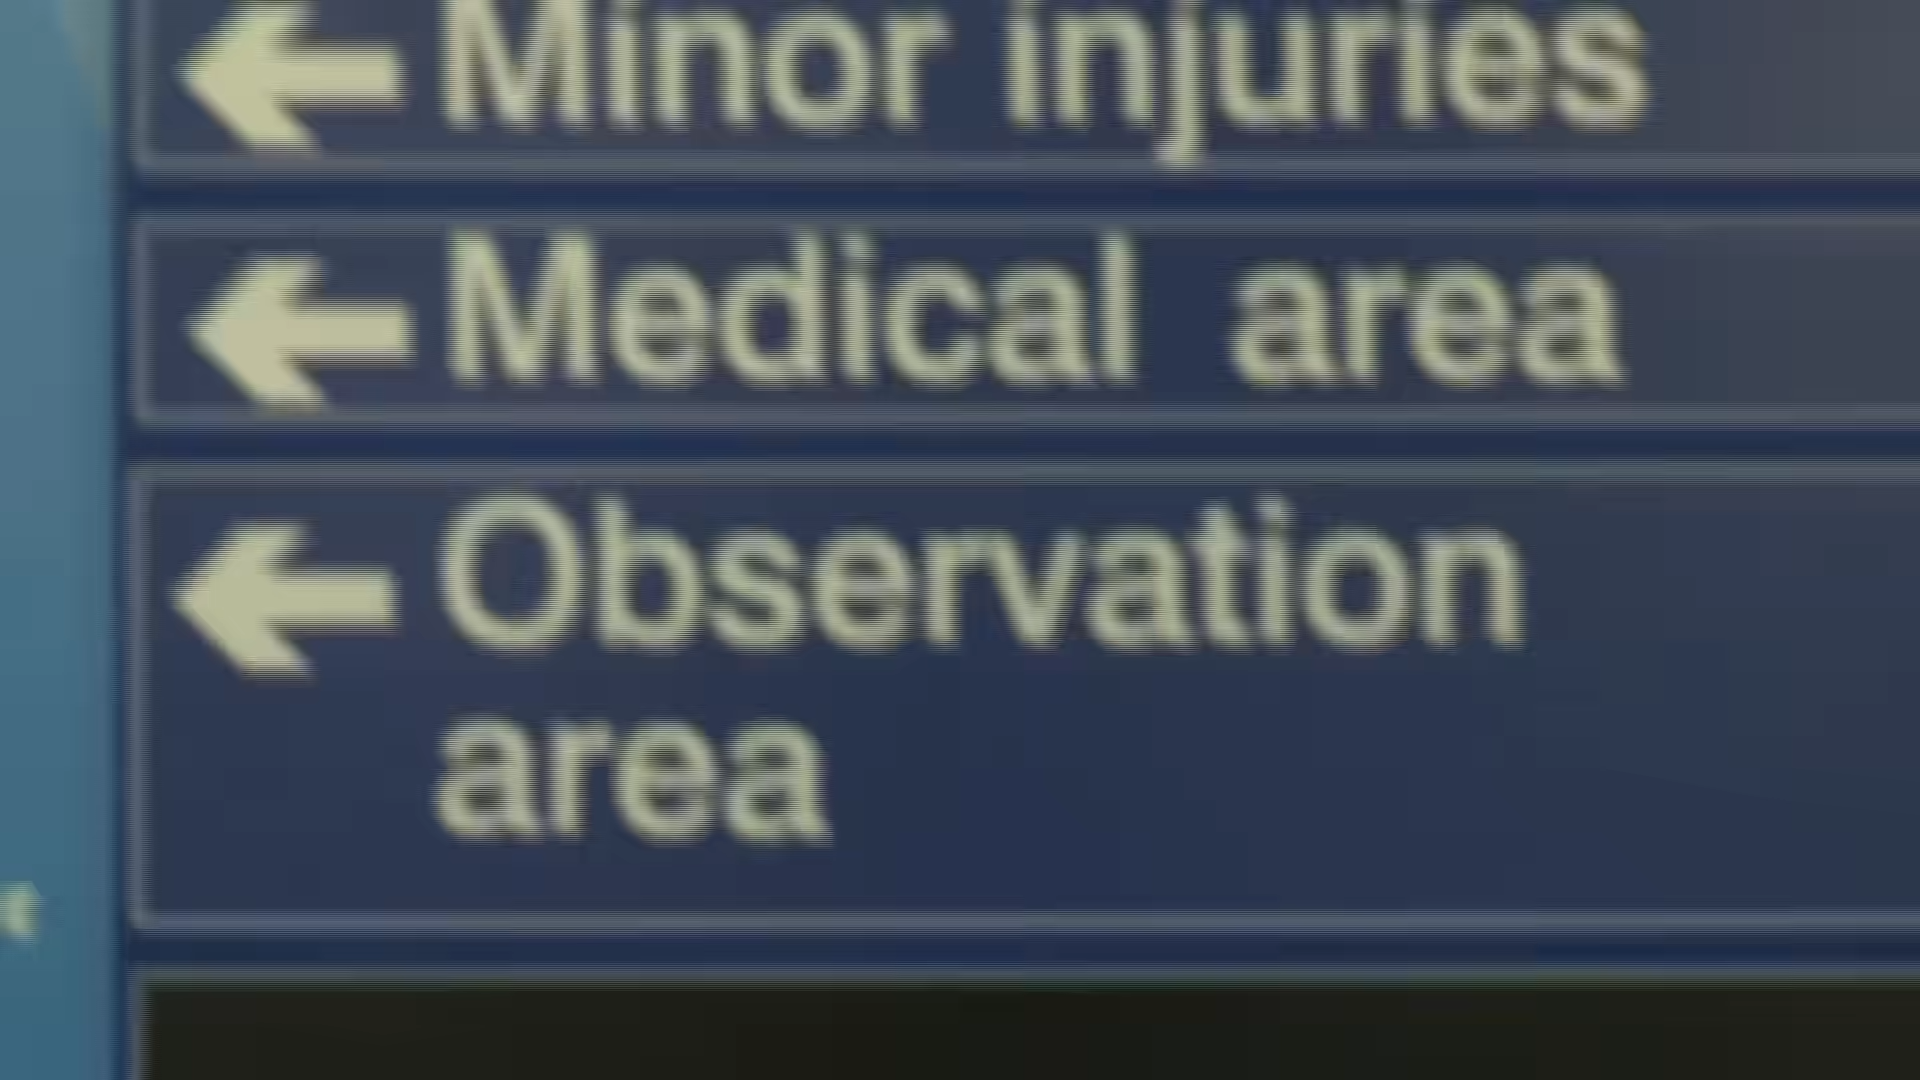 ← Minor injuries
← Medical area
← Observation
area